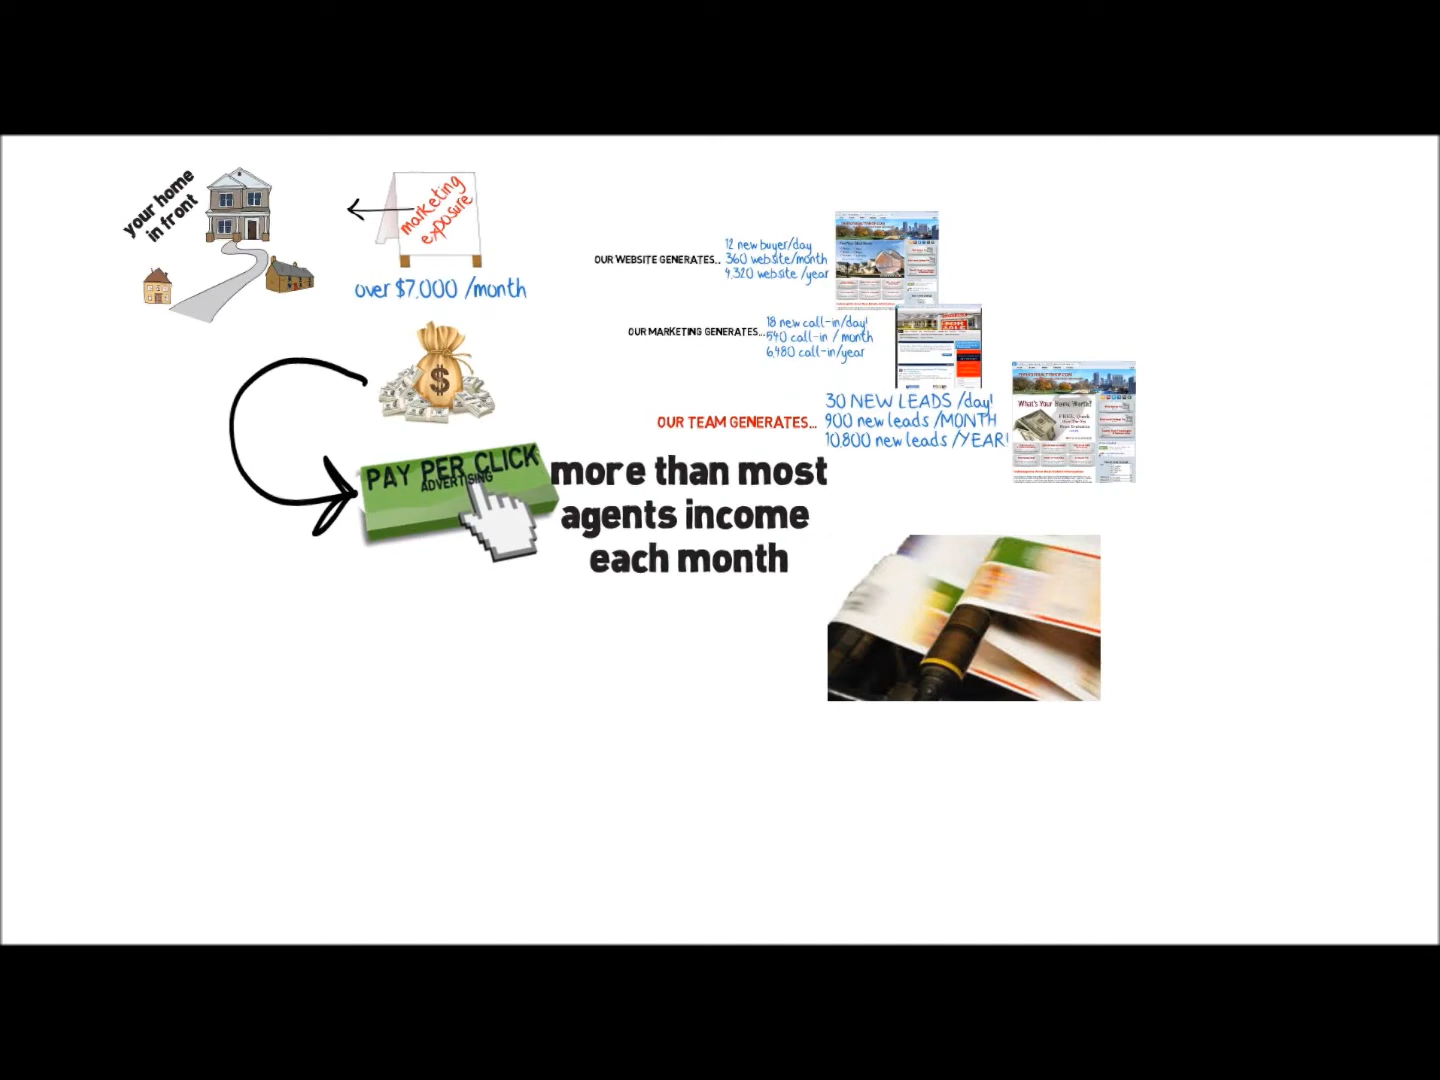 your home
in front
marketing
exposure
over $7,000 /month
PAY PER CLICK
ADVERTISING
more than most
agents income
each month
OUR WEBSITE GENERATES..
12 new buyer/day
360 website/month
4,320 website /year
OUR MARKETING GENERATES...
18 new call-in/day!
540 call-in / month
6,480 call-in/year
OUR TEAM GENERATES...
30 NEW LEADS /day!
900 new leads /MONTH
10,800 new leads /YEAR!
What's Your Home Worth?